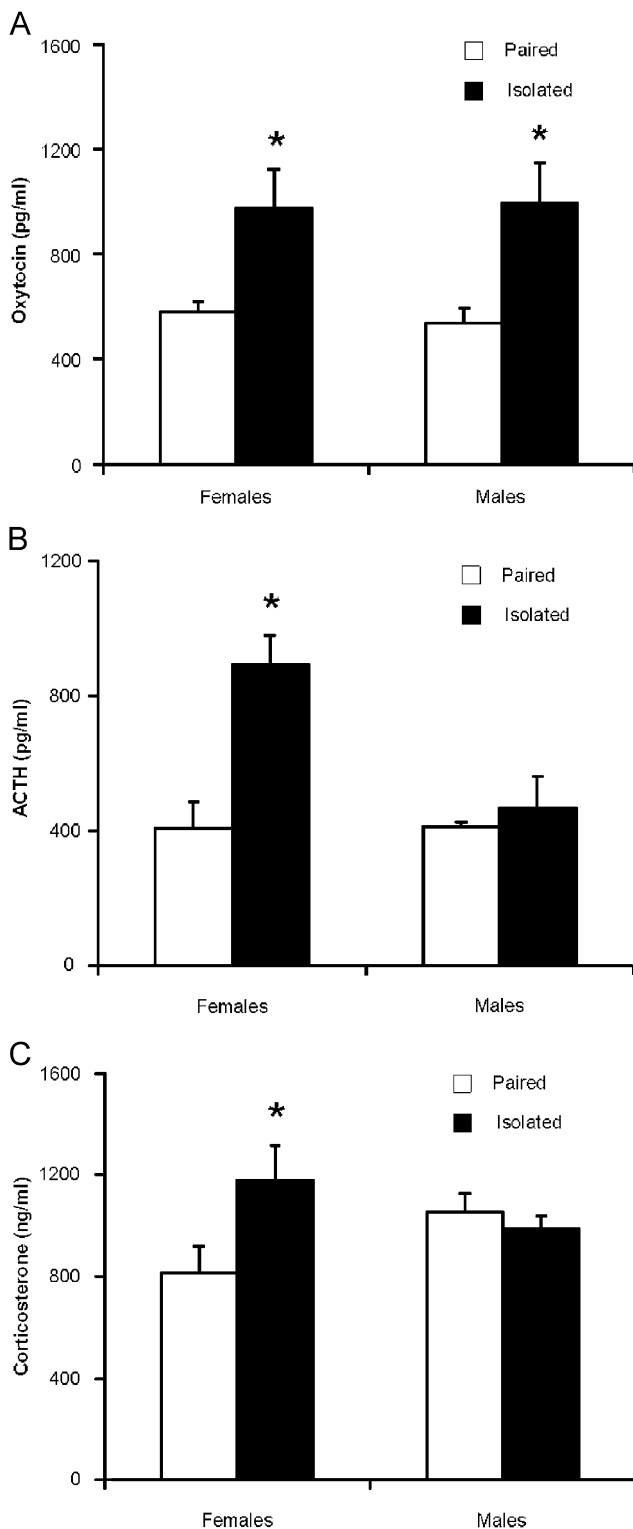 A
1600
1200
800
400
0
Oxytocin (pg/ml)
Paired
Isolated
*
*
Females
Males
B
1200
800
400
0
ACTH (pg/ml)
Paired
Isolated
*
Females
Males
C
1600
1200
800
400
0
Corticosterone (ng/ml)
Paired
Isolated
*
Females
Males